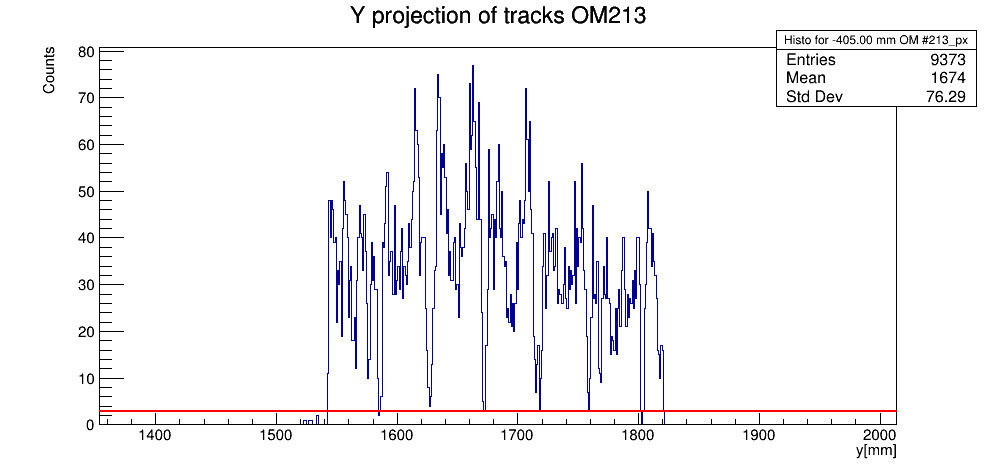 Y projection of tracks OM213
Histo for -405.00 mm OM #213_px
Entries 9373
Mean 1674
Std Dev 76.29
Counts
80
70
60
50
40
30
20
10
0
1400 1500 1600 1700 1800 1900 2000
y[mm]